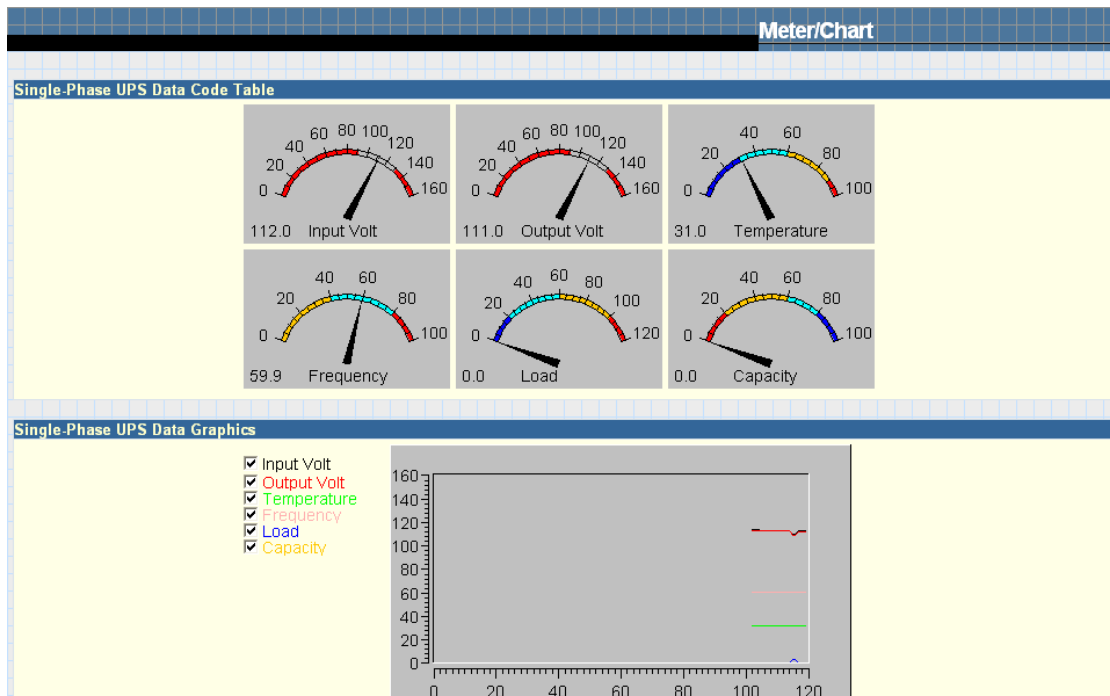 Meter/Chart
Single-Phase UPS Data Code Table
0 20 40 60 80 100 120 140 160
112.0 Input Volt
0 20 40 60 80 100 120 140 160
111.0 Output Volt
0 20 40 60 80 100
31.0 Temperature
0 20 40 60 80 100
59.9 Frequency
0 20 40 60 80 100 120
0.0 Load
0 20 40 60 80 100
0.0 Capacity
Single-Phase UPS Data Graphics
Input Volt
Output Volt
Temperature
Frequency
Load
Capacity
160
140
120
100
80
60
40
20
0
0 20 40 60 80 100 120